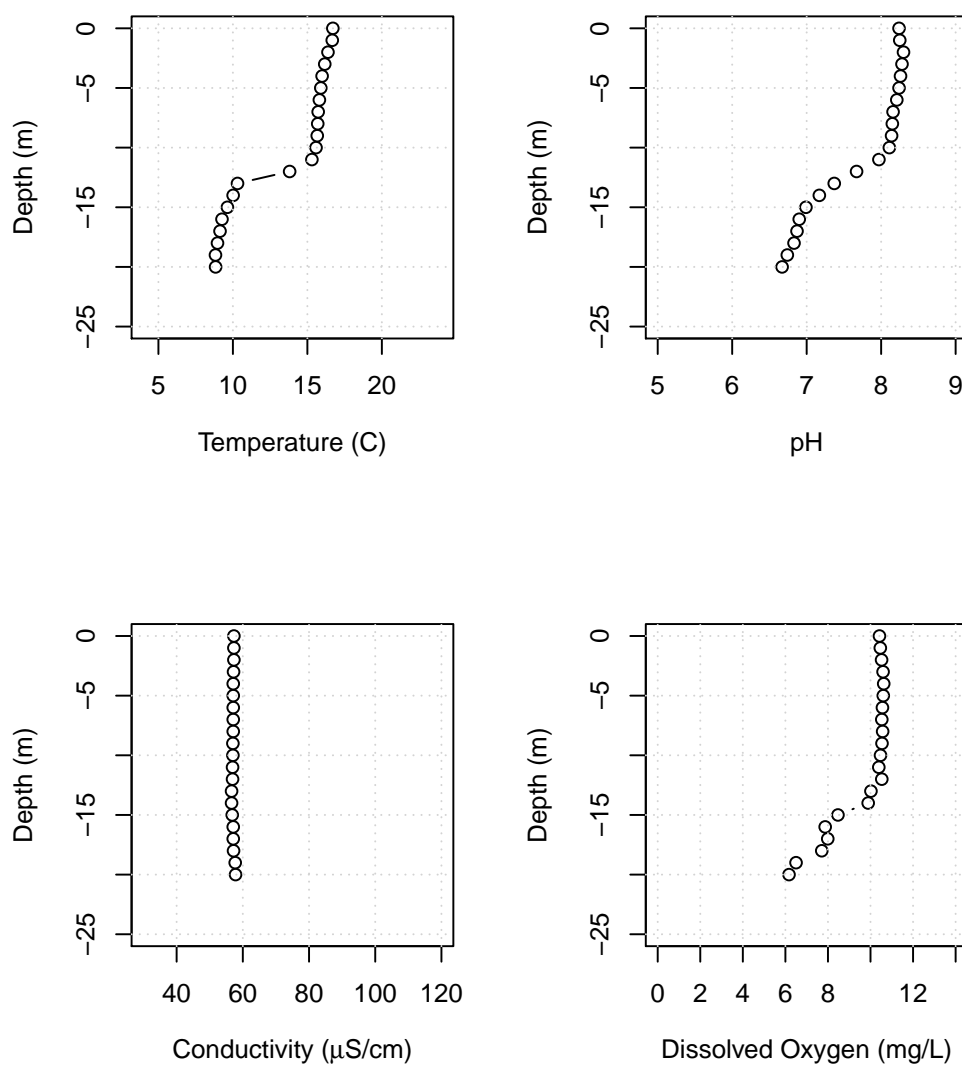 0
−5
−15
−25
Depth (m)
5 10 15 20
Temperature (C)
0
−5
−15
−25
Depth (m)
5 6 7 8 9
pH
0
−5
−15
−25
Depth (m)
40 60 80 100 120
Conductivity (μS/cm)
0
−5
−15
−25
Depth (m)
0 2 4 6 8 12
Dissolved Oxygen (mg/L)